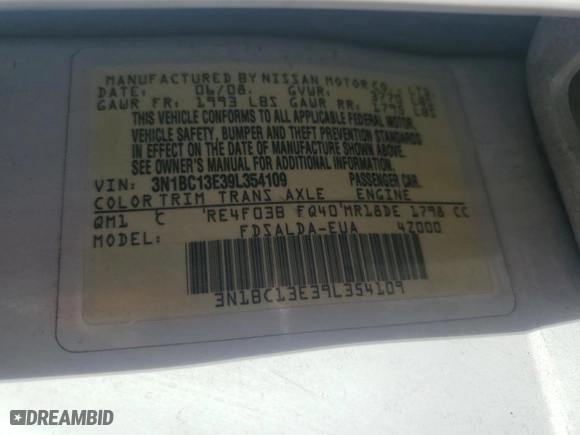 MANUFACTURED BY NISSAN MOTOR CO.
DATE: 06/08 GVWR:
GAWR FR: 1993 LBS GAWR RR: LBS
THIS VEHICLE CONFORMS TO ALL APPLICABLE FEDERAL MOTOR
VEHICLE SAFETY, BUMPER AND THEFT PREVENTION STANDARDS
IN EFFECT ON THE DATE OF MANUFACTURE SHOWN ABOVE.
SEE OWNER'S MANUAL FOR ADDITIONAL INFORMATION
VIN: 3N1BC13E39L354109 PASSENGER CAR.
COLOR TRIM TRANS AXLE ENGINE
QM1 C RE4F03B FQ40 MR18DE 1798 CC
MODEL: FDSALDA-EUA 4Z000
3N1BC13E39L354109
DREAMBID